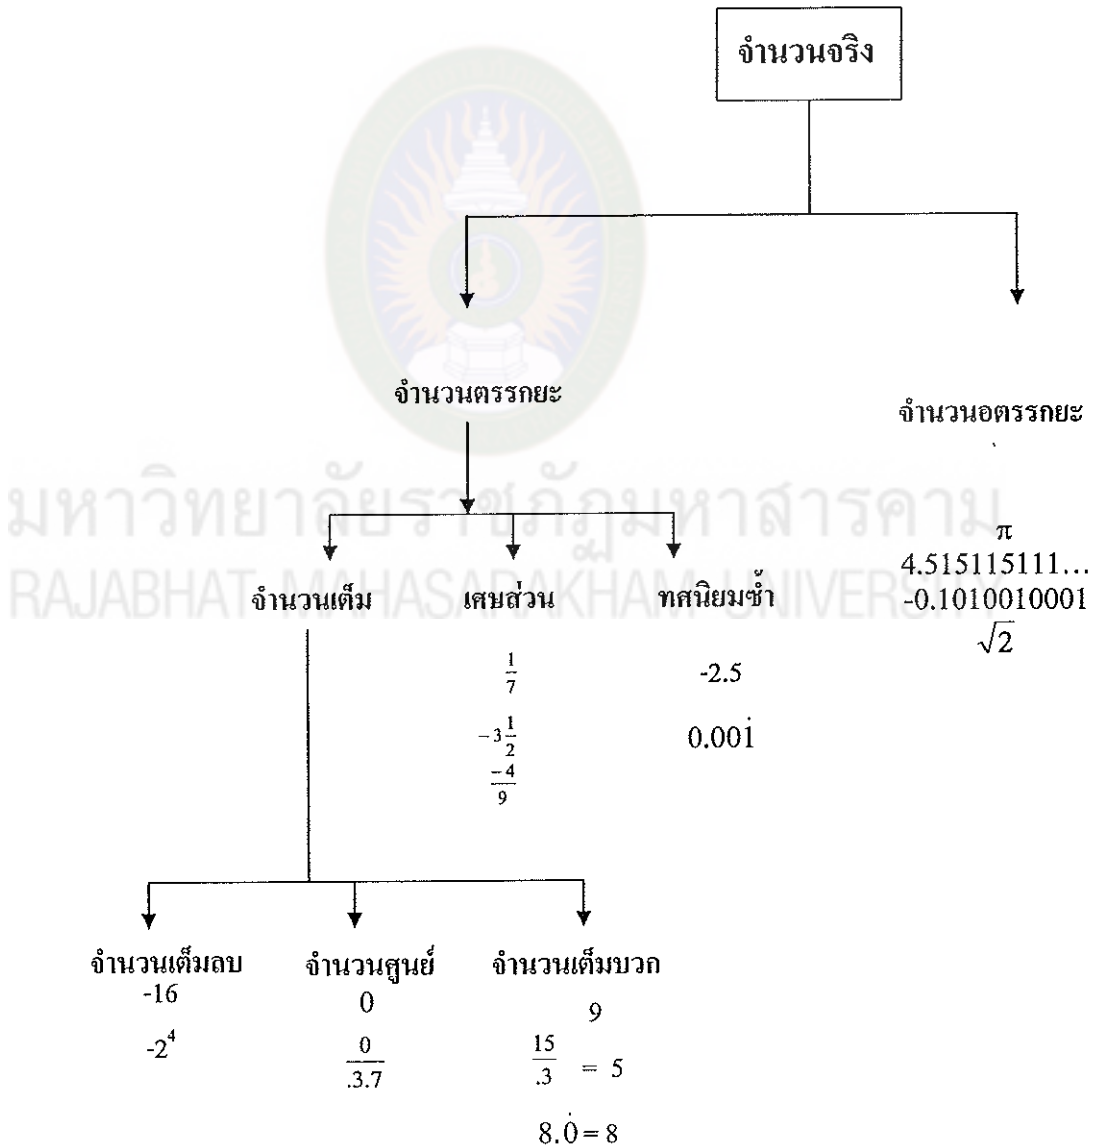 จำนวนจริง
จำนวนตรรกยะ
จำนวนอตรรกยะ
มหาวิทยาลัยราชภัฏมหาสารคาม
RAJABHAT MAHASARAKHAM UNIVERSITY
π
4.515115111...
-0.1010010001
√2
จำนวนเต็ม เศษส่วน ทศนิยมซ้ำ
1/7 -2.5
-3 1/2 0.001̇
-4/9
จำนวนเต็มลบ จำนวนศูนย์ จำนวนเต็มบวก
-16 0 9
-2⁴ 0/.3.7 15/.3 = 5
8.0̇ = 8